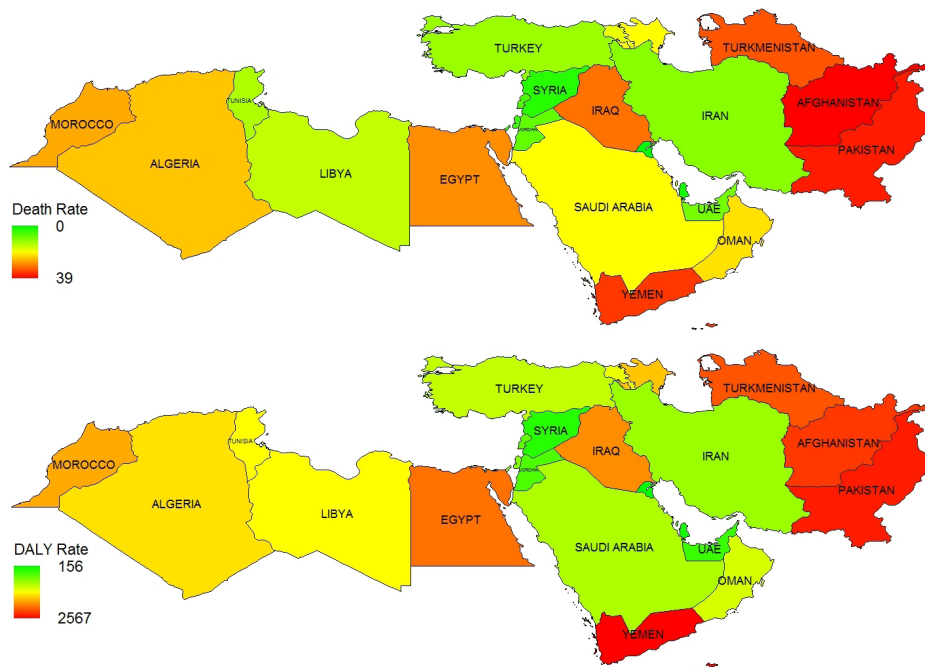 TURKEY
TURKMENISTAN
SYRIA
AFGHANISTAN
TUNISIA
MOROCCO
IRAQ
IRAN
JORDAN
PAKISTAN
ALGERIA
LIBYA
EGYPT
SAUDI ARABIA
UAE
Death Rate
0
39
OMAN
YEMEN
TURKEY
TURKMENISTAN
SYRIA
TUNISIA
AFGHANISTAN
MOROCCO
IRAQ
IRAN
JORDAN
PAKISTAN
ALGERIA
LIBYA
EGYPT
SAUDI ARABIA
UAE
DALY Rate
156
2567
OMAN
YEMEN